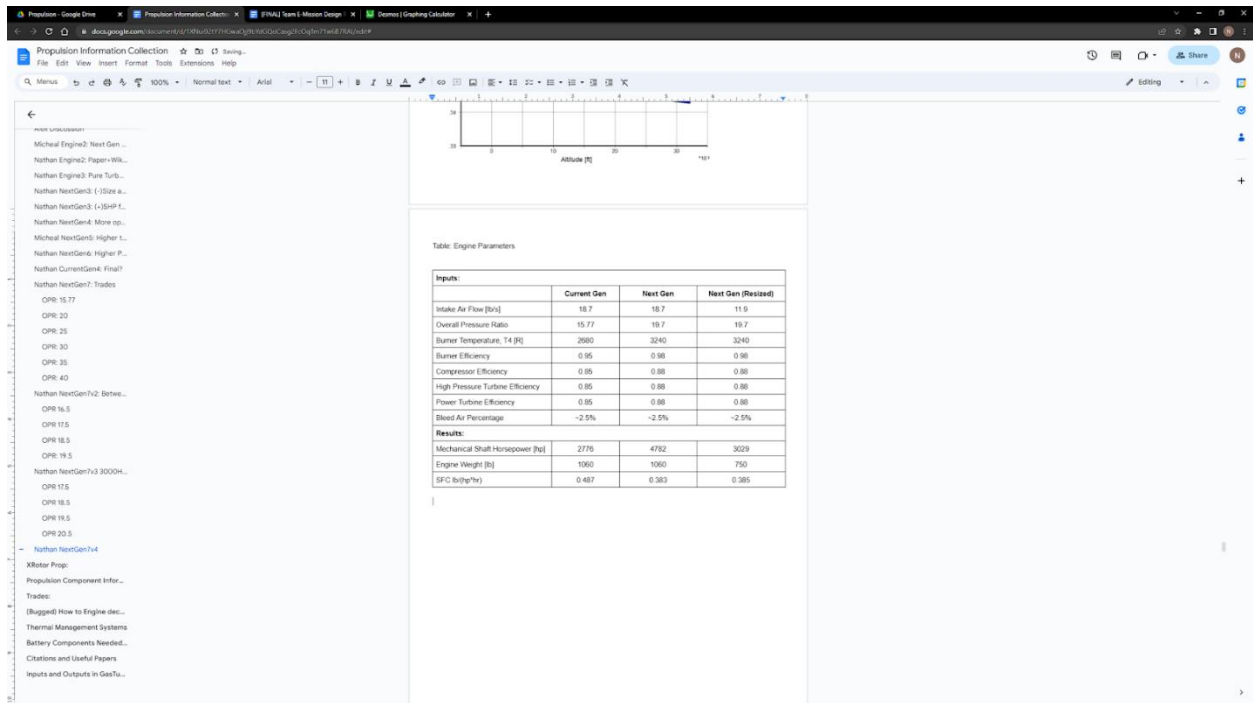 Propulsion - Google Drive
Propulsion Information Collectio
[FINAL] Team E-Mission Design
Desmos | Graphing Calculator
Propulsion Information Collection Saving...
File Edit View Insert Format Tools Extensions Help
Share
N
Menus 100% Normal text Arial 11 B I U A
Editing
Micheal Engine2: Next Gen ...
Nathan Engine2: Paper+Wik...
Nathan Engine3: Pure Turb...
Nathan NextGen3: (-)Size a...
Nathan NextGen3: (+)SHP f...
Nathan NextGen4: More op...
Micheal NextGen5: Higher t...
Nathan NextGen6: Higher P...
Nathan CurrentGen4: Final?
Nathan NextGen7: Trades
OPR: 15.77
OPR: 20
OPR: 25
OPR: 30
OPR: 35
OPR: 40
Nathan NextGen7v2: Betwe...
OPR 16.5
OPR 17.5
OPR 18.5
OPR: 19.5
Nathan NextGen7v3 3000H...
OPR 17.5
OPR 18.5
OPR 19.5
OPR 20.5
Nathan NextGen7v4
XRotor Prop:
Propulsion Component Infor...
Trades:
(Bugged) How to Engine dec...
Thermal Management Systems
Battery Components Needed...
Citations and Useful Papers
Inputs and Outputs in GasTu...
0 10 20 30
Altitude [ft]
Table: Engine Parameters
Inputs:
Current Gen Next Gen Next Gen (Resized)
Intake Air Flow [lb/s] 18.7 18.7 11.9
Overall Pressure Ratio 15.77 19.7 19.7
Burner Temperature, T4 [R] 2680 3240 3240
Burner Efficiency 0.95 0.98 0.98
Compressor Efficiency 0.85 0.88 0.88
High Pressure Turbine Efficiency 0.85 0.88 0.88
Power Turbine Efficiency 0.85 0.88 0.88
Bleed Air Percentage ~2.5% ~2.5% ~2.5%
Results:
Mechanical Shaft Horsepower [hp] 2776 4782 3029
Engine Weight [lb] 1060 1060 750
SFC lb/(hp*hr) 0.487 0.383 0.385